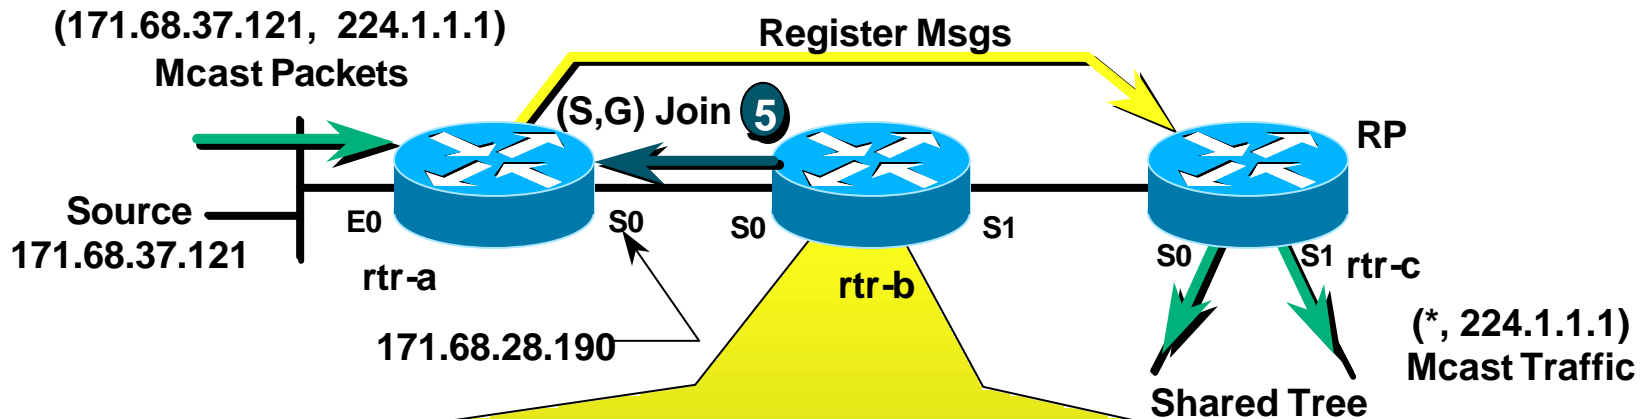 (171.68.37.121, 224.1.1.1)
Mcast Packets
Register Msgs
(S,G) Join 5
RP
Source
171.68.37.121
E0
S0
S0
S1
S0
S1
rtr-a
rtr-b
rtr-c
171.68.28.190
(*, 224.1.1.1)
Mcast Traffic
Shared Tree